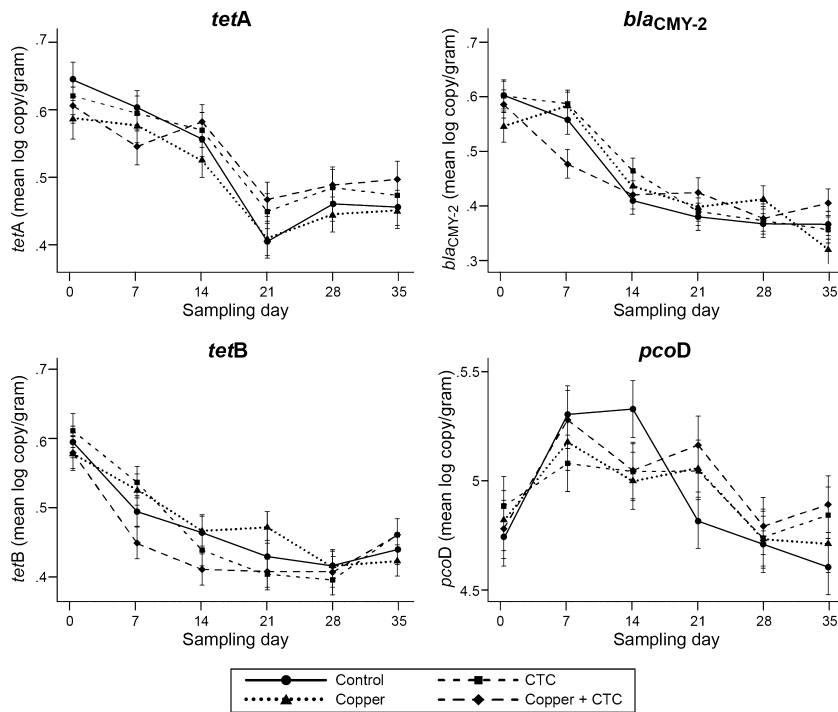 tetA
tetA (mean log copy/gram)
.7
.6
.5
.4
0 7 14 21 28 35
Sampling day
blaCMY-2
blaCMY-2 (mean log copy/gram)
.7
.6
.5
.4
.3
0 7 14 21 28 35
Sampling day
tetB
tetB (mean log copy/gram)
.7
.6
.5
.4
0 7 14 21 28 35
Sampling day
pcoD
pcoD (mean log copy/gram)
5.5
5
4.5
0 7 14 21 28 35
Sampling day
Control CTC
Copper Copper + CTC